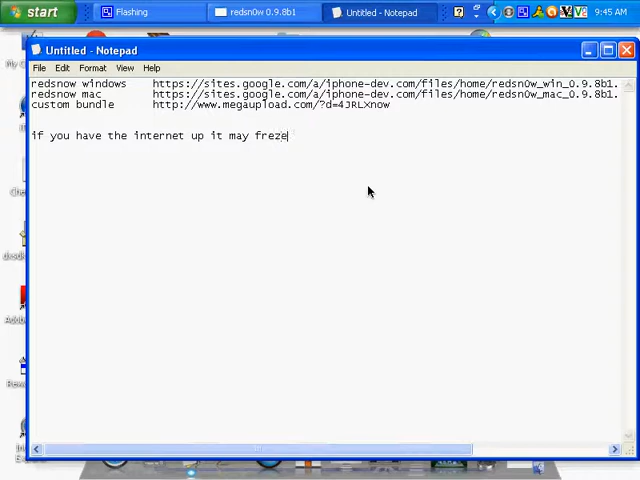 start
Flashing
redsn0w 0.9.8b1
Untitled - Notepad
9:45 AM
Untitled - Notepad
File Edit Format View Help
redsnow windows https://sites.google.com/a/iphone-dev.com/files/home/redsn0w_win_0.9.8b1.
redsnow mac https://sites.google.com/a/iphone-dev.com/files/home/redsn0w_mac_0.9.8b1.
custom bundle http://www.megaupload.com/?d=4JRLXnow
if you have the internet up it may freze